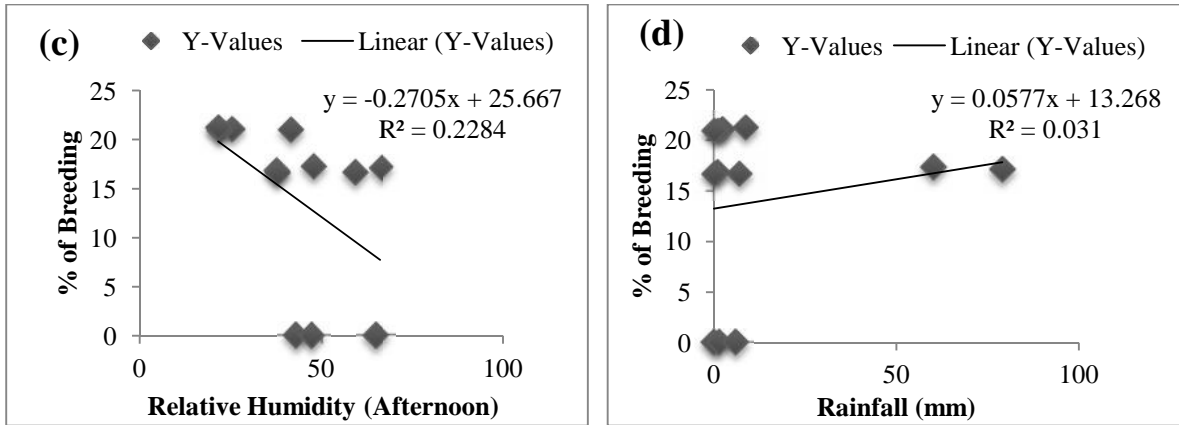 (c) Y-Values Linear (Y-Values)
y = -0.2705x + 25.667
R² = 0.2284
25
20
15
10
5
0
% of Breeding
0 50 100
Relative Humidity (Afternoon)
(d) Y-Values Linear (Y-Values)
y = 0.0577x + 13.268
R² = 0.031
25
20
15
10
5
0
% of Breeding
0 50 100
Rainfall (mm)